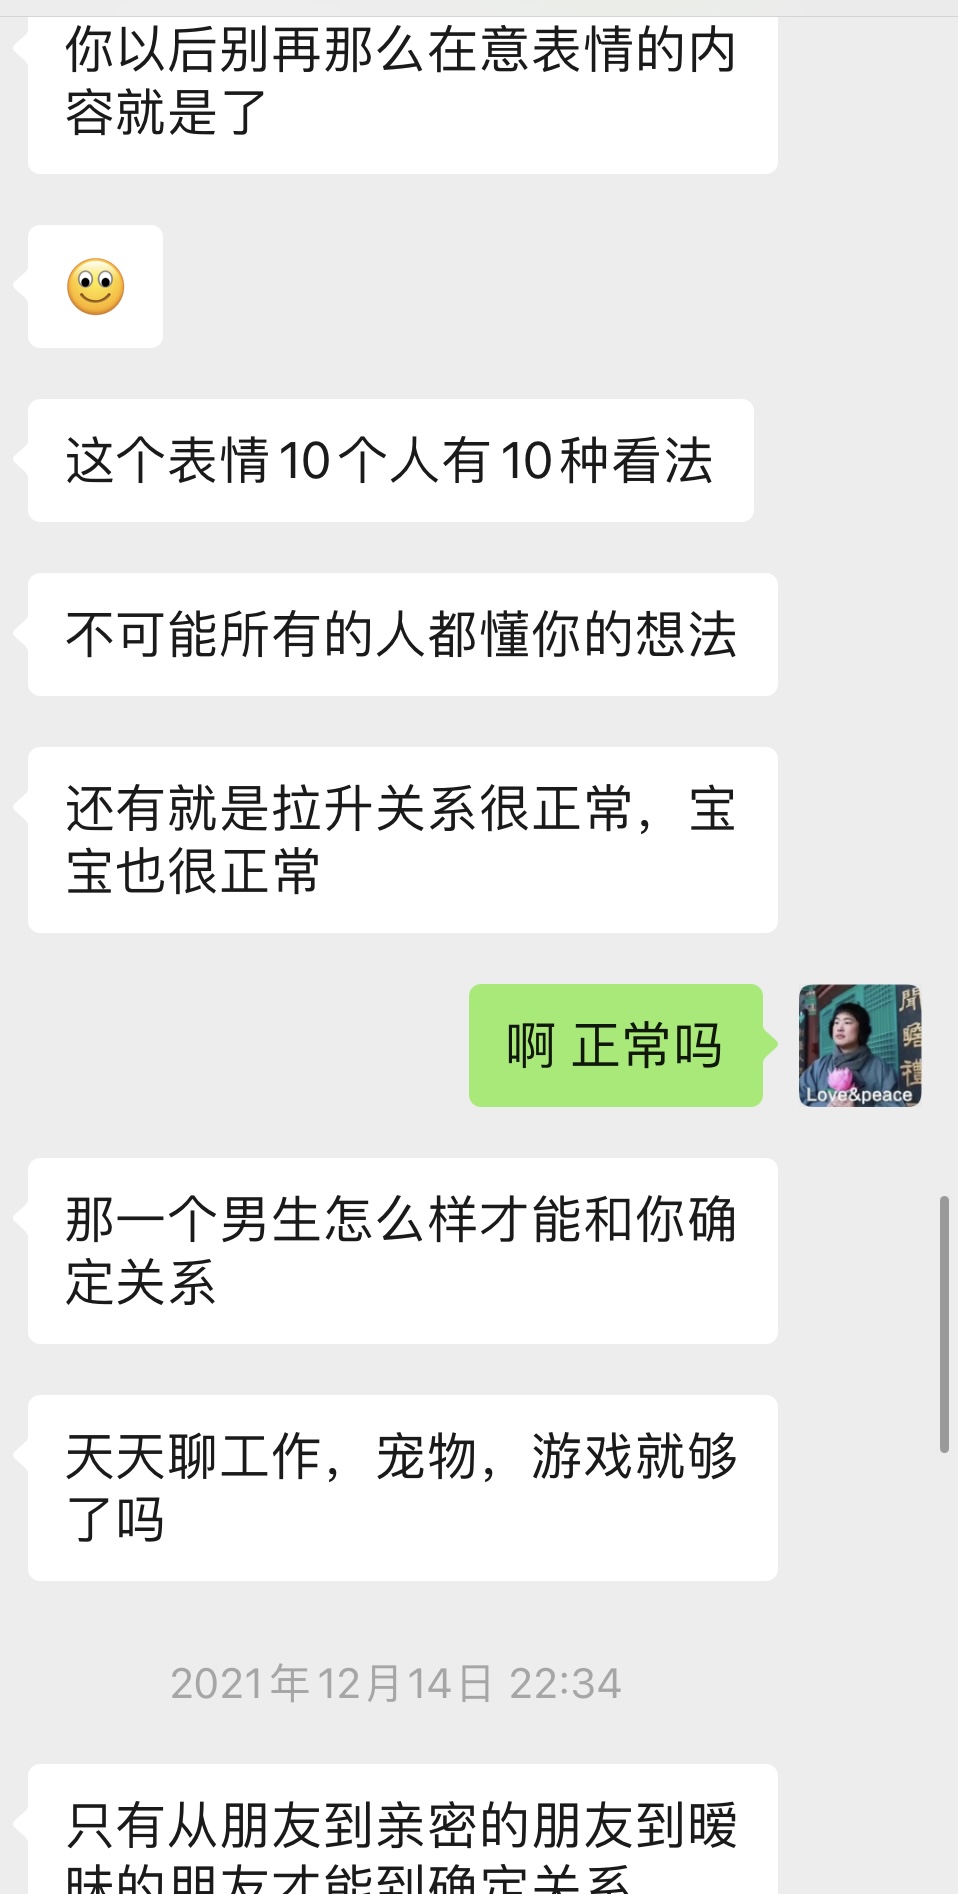 你以后别再那么在意表情的内
容就是了
这个表情10个人有10种看法
不可能所有的人都懂你的想法
还有就是拉升关系很正常，宝
宝也很正常
啊 正常吗
聞
瞻
禮
Love&peace
那一个男生怎么样才能和你确
定关系
天天聊工作，宠物，游戏就够
了吗
2021年12月14日 22:34
只有从朋友到亲密的朋友到暧
昧的朋友才能到确定关系